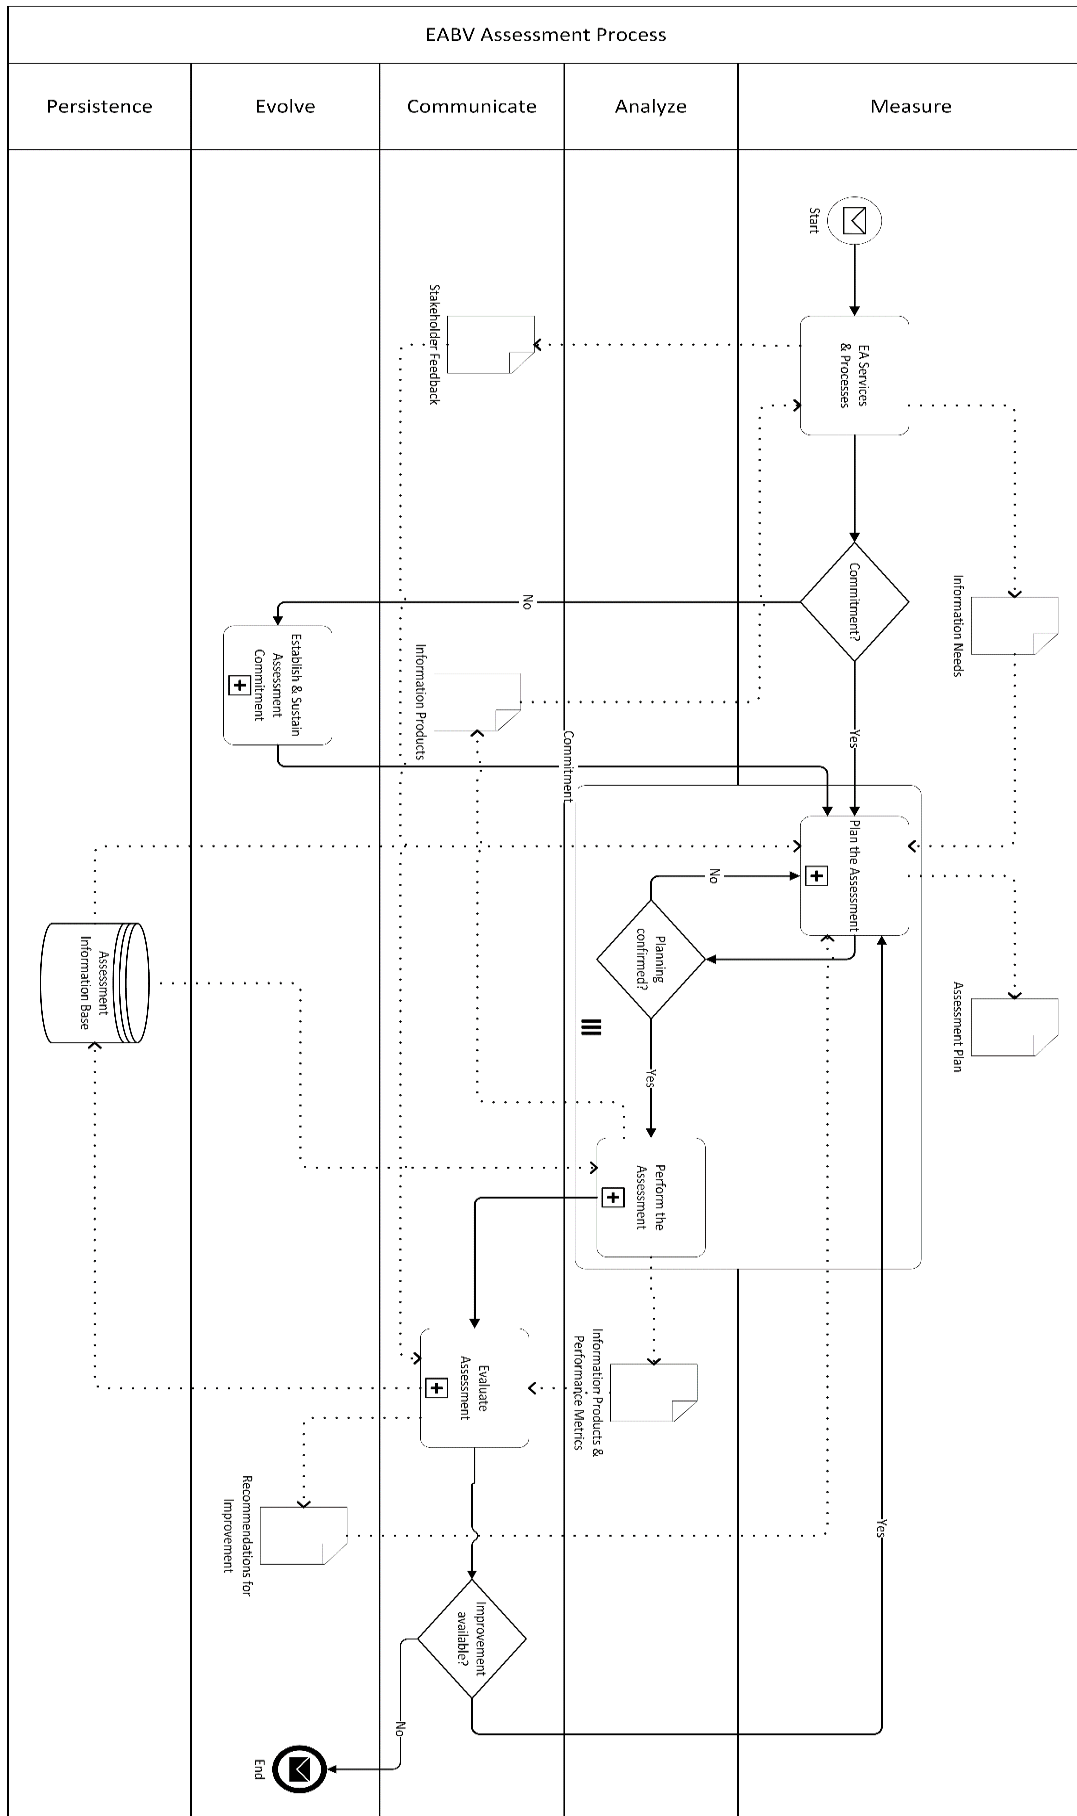 EABV Assessment Process
Persistence
Evolve
Communicate
Analyze
Measure
Start
EA Services
& Processes
Stakeholder Feedback
Commitment?
Information Needs
No
Yes
Establish & Sustain
Assessment
Commitment
Information Products
Commitment
Plan the Assessment
No
Planning
confirmed?
Yes
Assessment
Information Base
Assessment Plan
Perform the
Assessment
Information Products &
Performance Metrics
Evaluate
Assessment
Recommendations for
Improvement
Yes
Improvement
available?
No
End